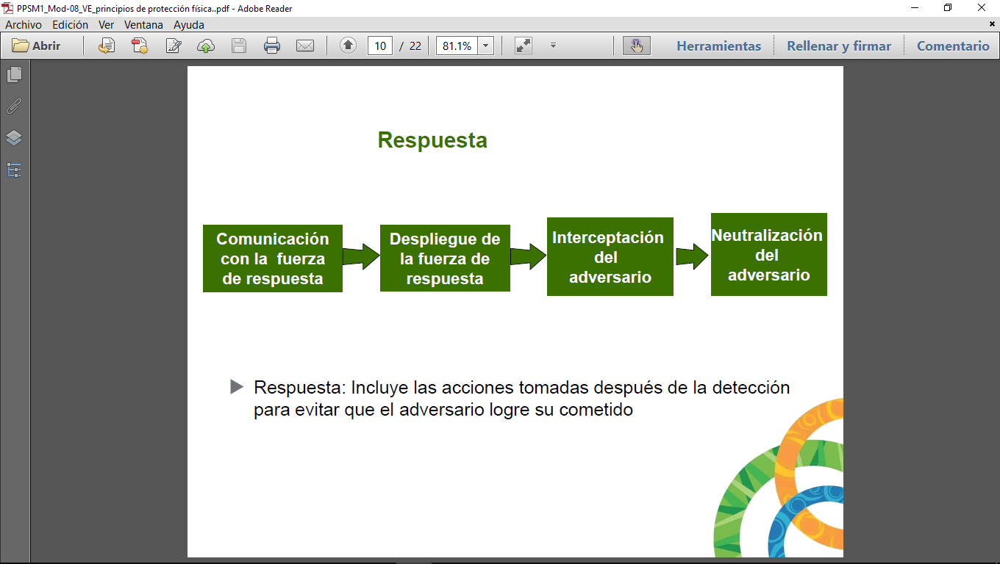 PPSM1_Mod-08_VE_principios de protección física..pdf - Adobe Reader
Archivo Edición Ver Ventana Ayuda
Abrir 10 / 22 81.1% Herramientas Rellenar y firmar Comentario
Respuesta
Comunicación
con la fuerza
de respuesta
Despliegue de
la fuerza de
respuesta
Interceptación
del
adversario
Neutralización
del
adversario
Respuesta: Incluye las acciones tomadas después de la detección
para evitar que el adversario logre su cometido